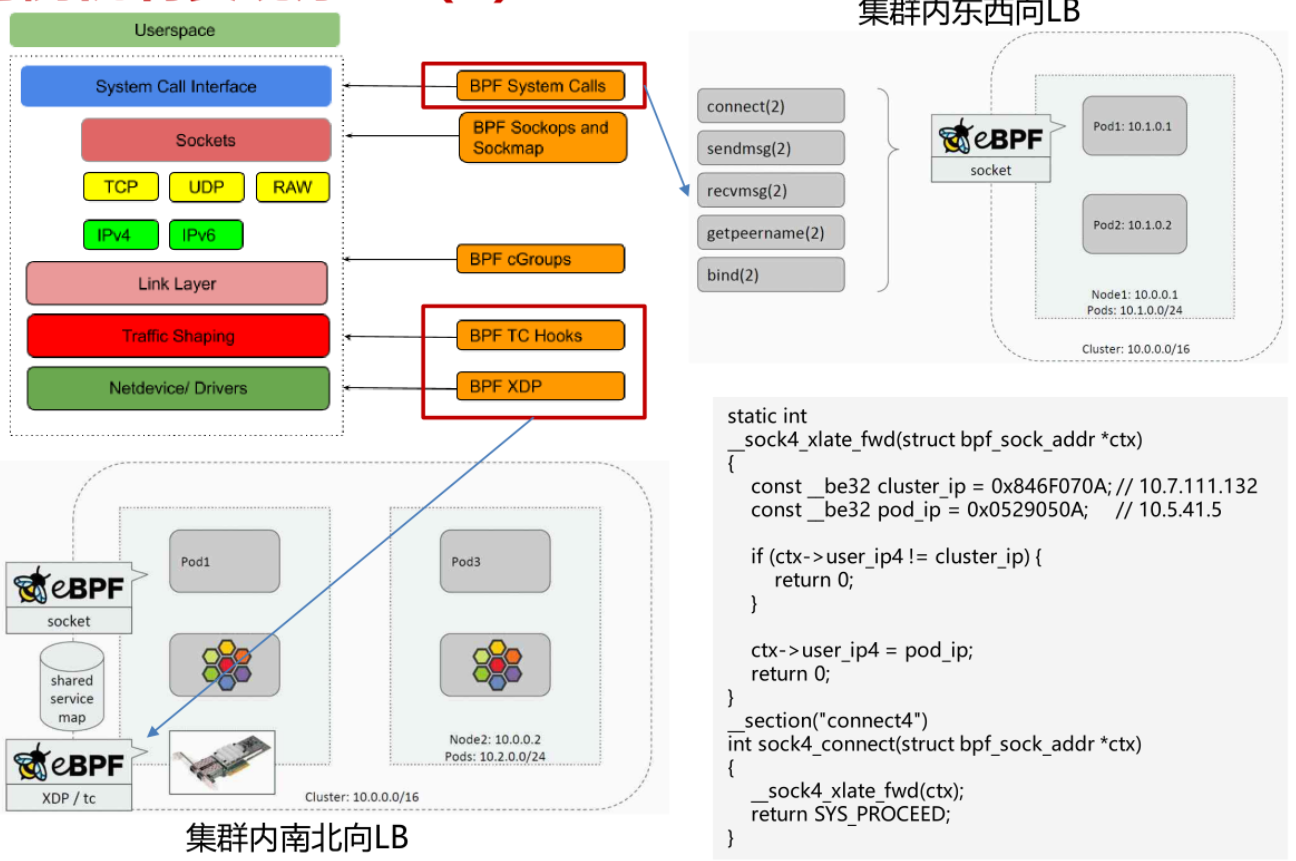 集群内东西向LB
Userspace
System Call Interface
Sockets
TCP
UDP
RAW
IPv4
IPv6
Link Layer
Traffic Shaping
Netdevice/ Drivers
BPF System Calls
BPF Sockops and
Sockmap
BPF cGroups
BPF TC Hooks
BPF XDP
connect(2)
sendmsg(2)
recvmsg(2)
getpeername(2)
bind(2)
eBPF
socket
Pod1: 10.1.0.1
Pod2: 10.1.0.2
Node1: 10.0.0.1
Pods: 10.1.0.0/24
Cluster: 10.0.0.0/16
eBPF
socket
shared
service
map
eBPF
XDP / tc
Pod1
Pod3
Node2: 10.0.0.2
Pods: 10.2.0.0/24
Cluster: 10.0.0.0/16
集群内南北向LB
static int
__sock4_xlate_fwd(struct bpf_sock_addr *ctx)
{
const __be32 cluster_ip = 0x846F070A; // 10.7.111.132
const __be32 pod_ip = 0x0529050A; // 10.5.41.5
if (ctx->user_ip4 != cluster_ip) {
return 0;
}
ctx->user_ip4 = pod_ip;
return 0;
}
__section("connect4")
int sock4_connect(struct bpf_sock_addr *ctx)
{
__sock4_xlate_fwd(ctx);
return SYS_PROCEED;
}